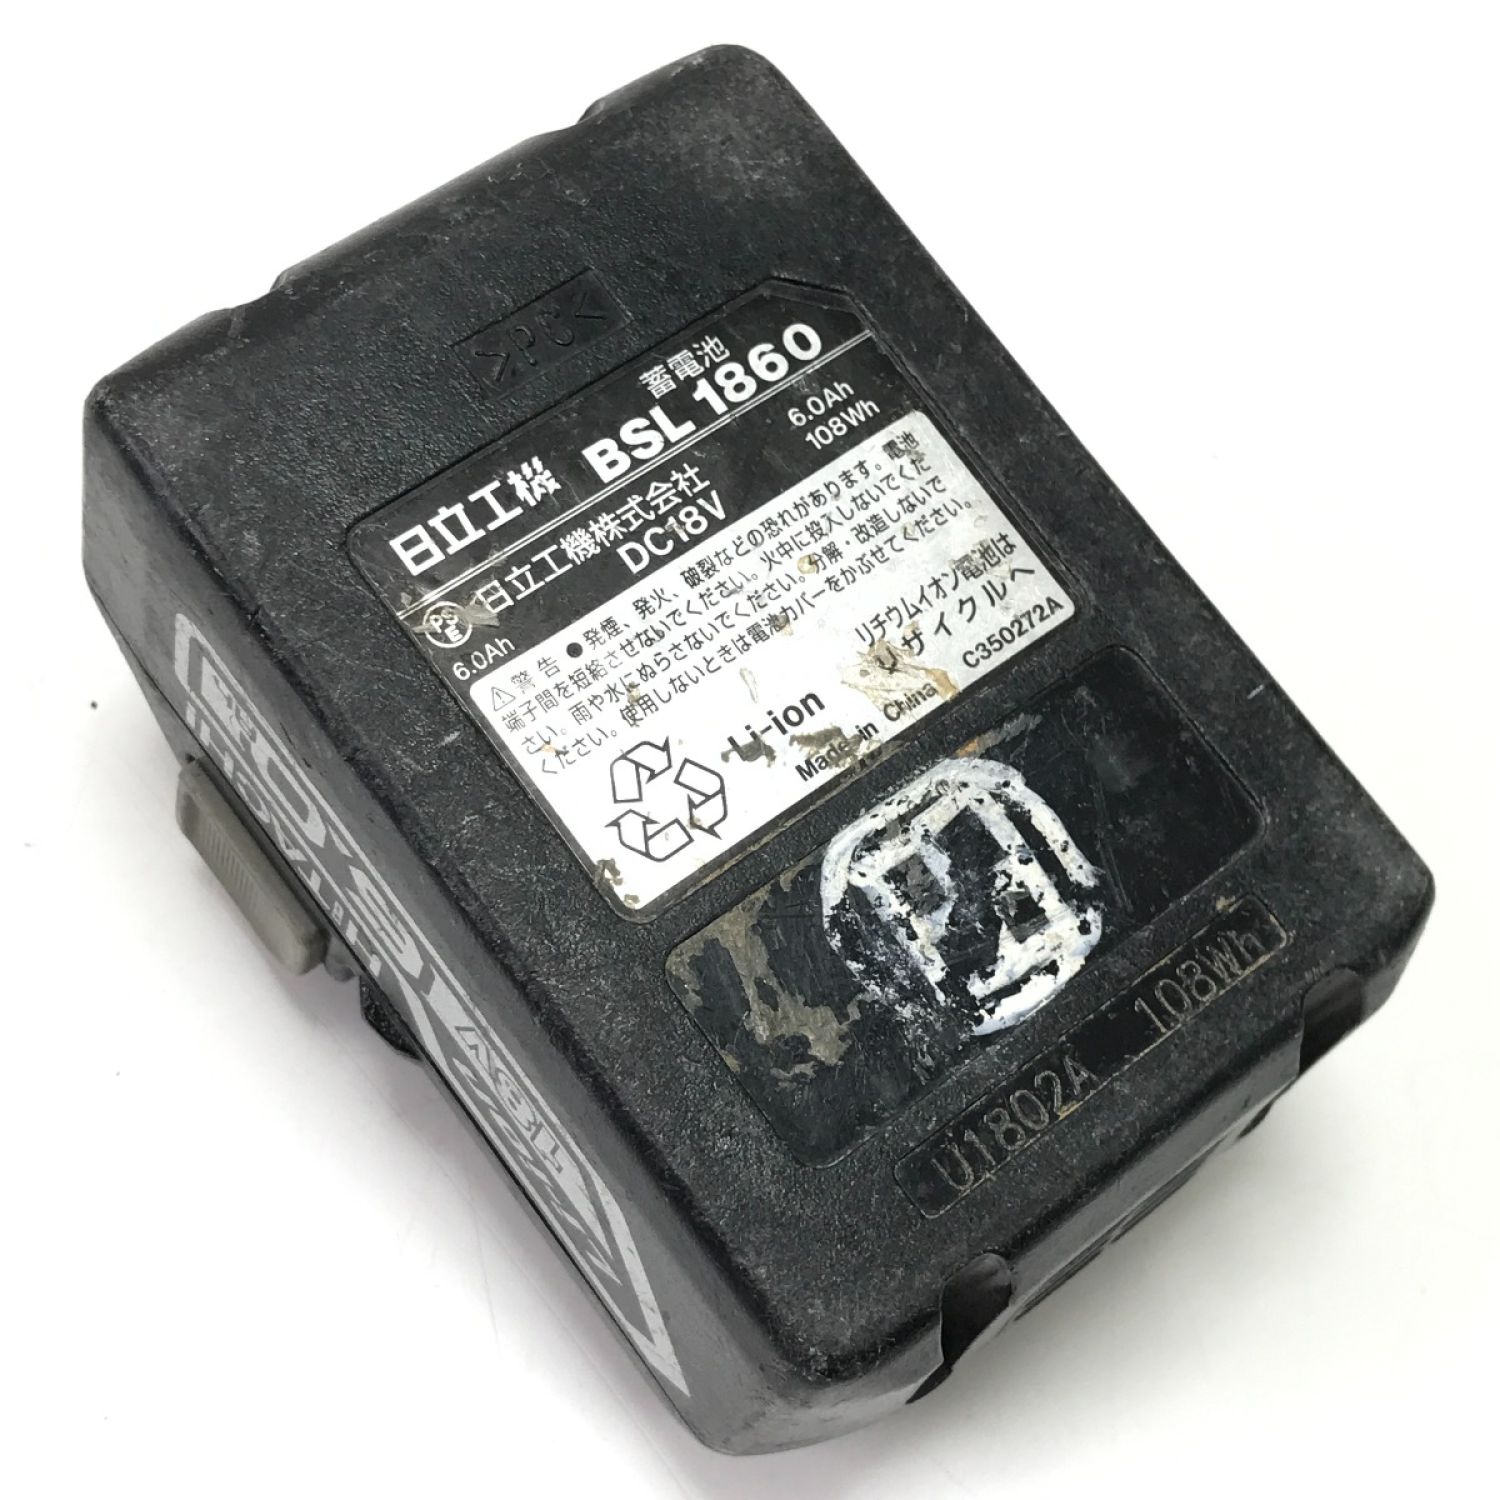 >PC<
蓄電池
日立工機 BSL 1860
日立工機株式会社
6.0Ah
DC18V
108Wh
PS
E
6.0Ah
⚠警告 ●発煙、発火、破裂などの恐れがあります。電池
端子間を短絡させないでください。火中に投入しないでくだ
さい。雨や水にぬらさないでください。分解・改造しないで
ください。使用しないときは電池カバーをかぶせてください。
リチウムイオン電池は
リサイクルへ
Li-ion
Made in China
C350272A
U1802A 108Wh
HITACHI
6.0
18V